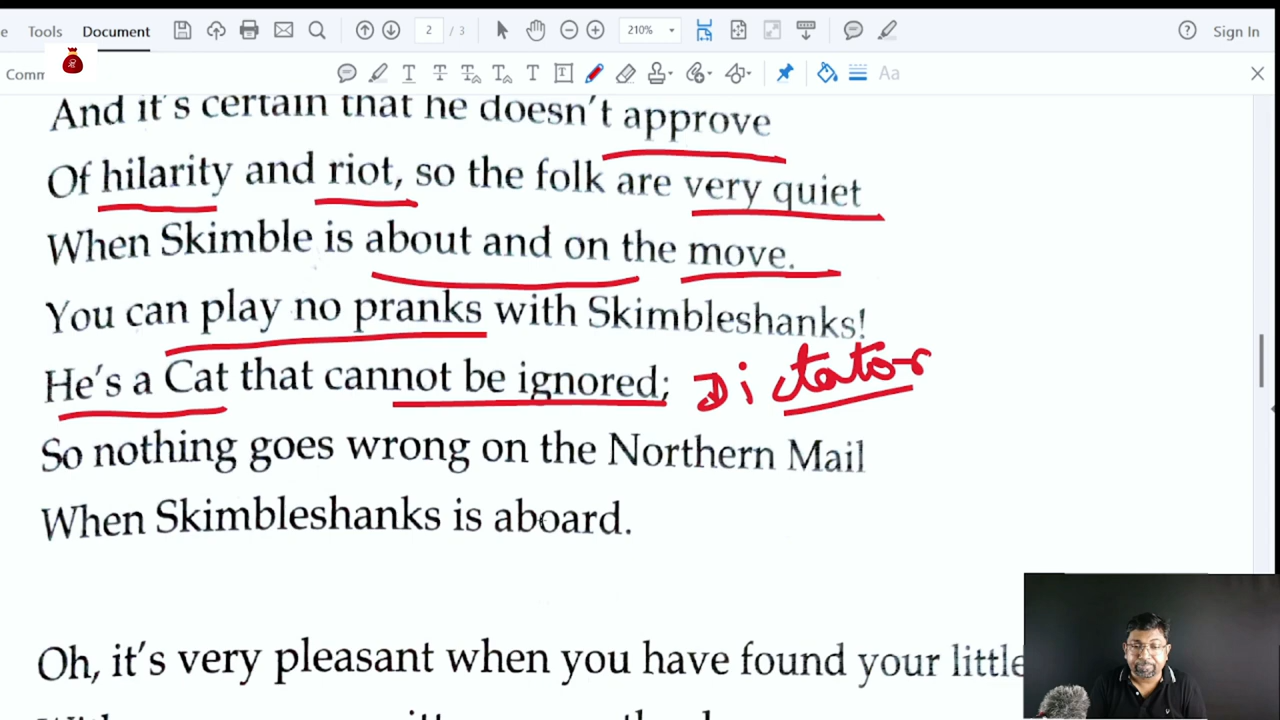 Tools Document 2 / 3 210% Sign In
Comm
Aa
And it's certain that he doesn't approve
Of hilarity and riot, so the folk are very quiet
When Skimble is about and on the move.
You can play no pranks with Skimbleshanks!
He's a Cat that cannot be ignored; Dictator
So nothing goes wrong on the Northern Mail
When Skimbleshanks is aboard.
Oh, it's very pleasant when you have found your little